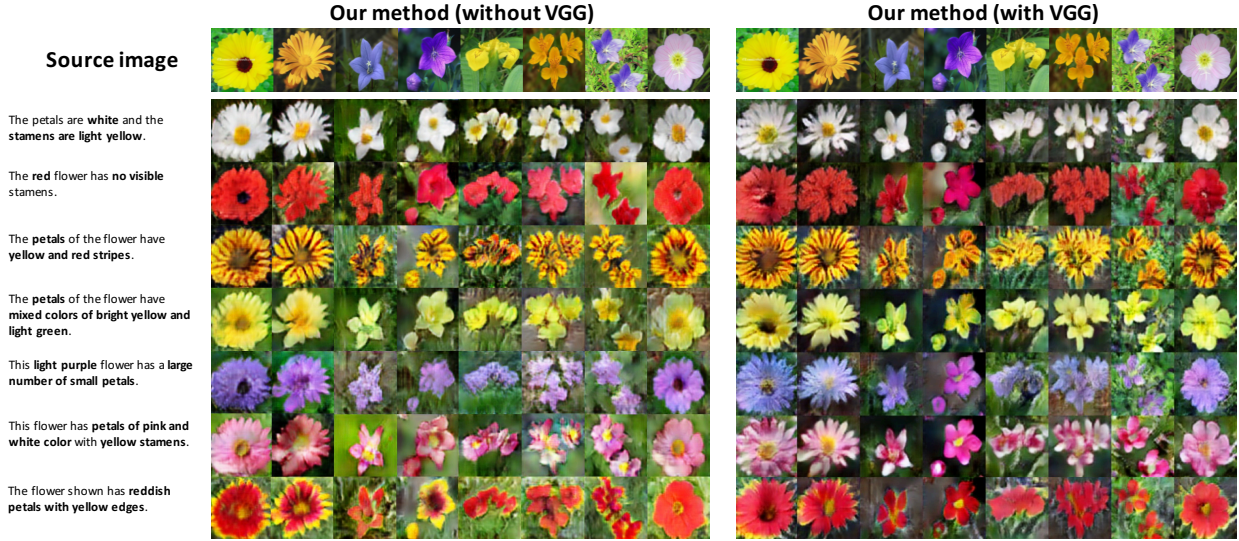 Our method (without VGG)
Our method (with VGG)
Source image
The petals are white and the
stamens are light yellow.
The red flower has no visible
stamens.
The petals of the flower have
yellow and red stripes.
The petals of the flower have
mixed colors of bright yellow and
light green.
This light purple flower has a large
number of small petals.
This flower has petals of pink and
white color with yellow stamens.
The flower shown has reddish
petals with yellow edges.